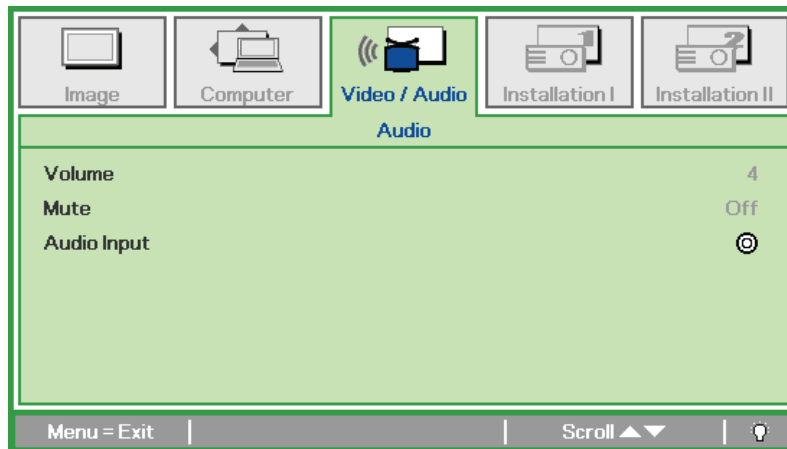 Image Computer Video / Audio Installation I Installation II
Audio
Volume 4
Mute Off
Audio Input
Menu = Exit Scroll ▲▼